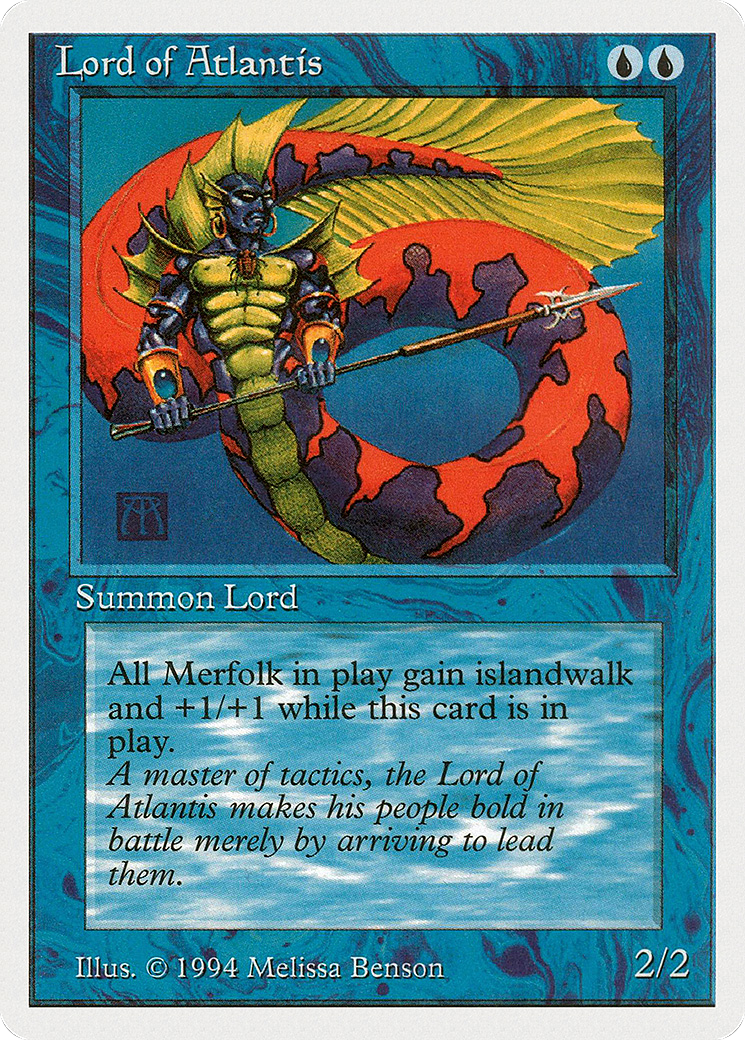 Lord of Atlantis
Summon Lord
All Merfolk in play gain islandwalk
and +1/+1 while this card is in
play.
A master of tactics, the Lord of
Atlantis makes his people bold in
battle merely by arriving to lead
them.
Illus. © 1994 Melissa Benson
2/2